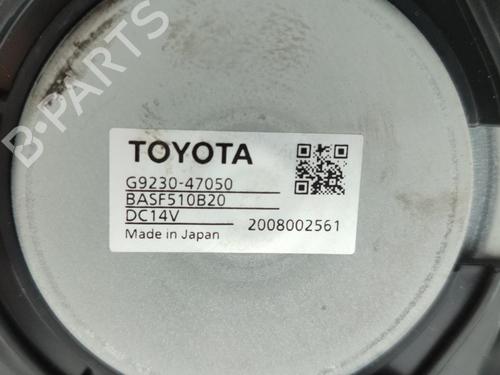 B-PARTS
TOYOTA
G9230-47050
BASF510B20
DC14V
2008002561
Made in Japan